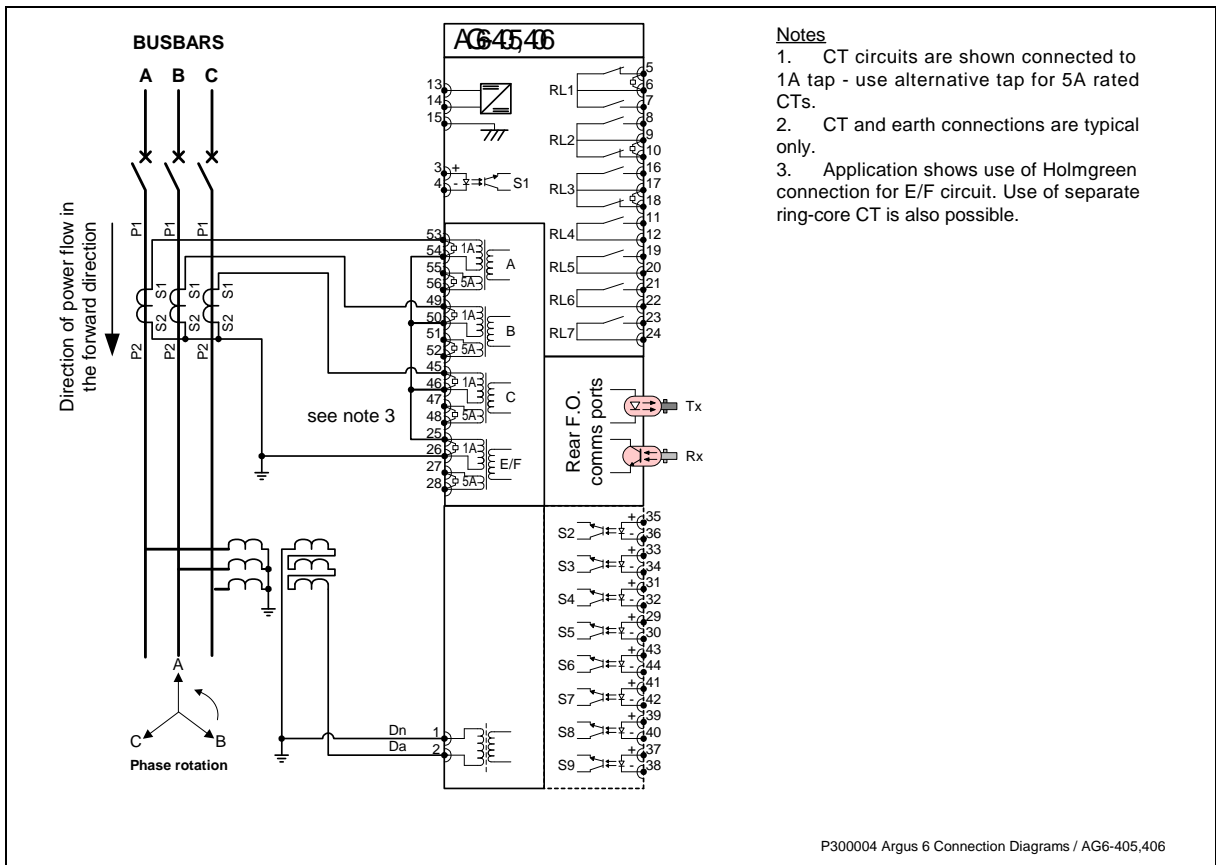 BUSBARS
A B C
AG6-405,406
Direction of power flow in
the forward direction
P1 P1 P1
S1 S1
S2 S2
P2 P2 P2
see note 3
13
14
15
3 +
4 -
S1
53
54
55
56
1A
5A
A
49
50
51
52
1A
5A
B
45
46
47
48
1A
5A
C
25
26
27
28
1A
5A
E/F
Dn 1
Da 2
RL1
5
6
7
RL2
8
9
10
RL3
16
17
18
RL4
11
12
RL5
19
20
RL6
21
22
RL7
23
24
Rear F.O.
comms ports
Tx
Rx
S2 + 35
- 36
S3 + 33
- 34
S4 + 31
- 32
S5 + 29
- 30
S6 + 43
- 44
S7 + 41
- 42
S8 + 39
- 40
S9 + 37
- 38
A
C B
Phase rotation
Notes
1. CT circuits are shown connected to
1A tap - use alternative tap for 5A rated
CTs.
2. CT and earth connections are typical
only.
3. Application shows use of Holmgreen
connection for E/F circuit. Use of separate
ring-core CT is also possible.
P300004 Argus 6 Connection Diagrams / AG6-405,406